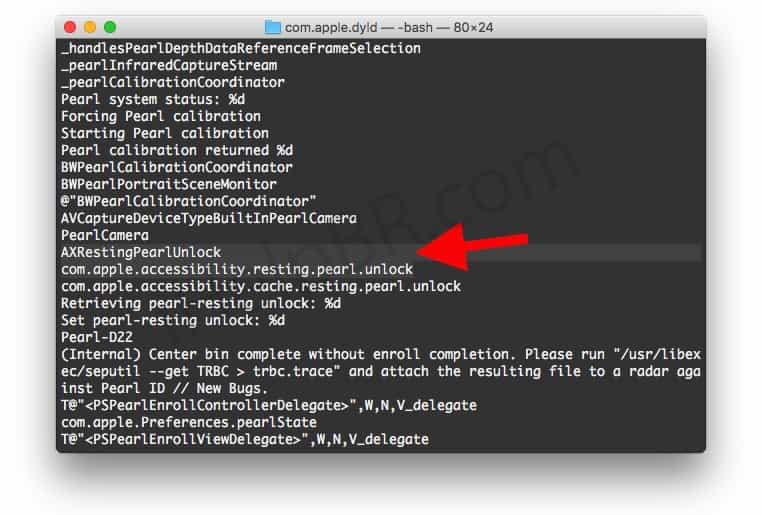 com.apple.dyld — -bash — 80×24
_handlesPearlDepthDataReferenceFrameSelection
_pearlInfraredCaptureStream
_pearlCalibrationCoordinator
Pearl system status: %d
Forcing Pearl calibration
Starting Pearl calibration
Pearl calibration returned %d
BWPearlCalibrationCoordinator
BWPearlPortraitSceneMonitor
@"BWPearlCalibrationCoordinator"
AVCaptureDeviceTypeBuiltInPearlCamera
PearlCamera
AXRestingPearlUnlock
com.apple.accessibility.resting.pearl.unlock
com.apple.accessibility.cache.resting.pearl.unlock
Retrieving pearl-resting unlock: %d
Set pearl-resting unlock: %d
Pearl-D22
(Internal) Center bin complete without enroll completion. Please run "/usr/libex
ec/seputil --get TRBC > trbc.trace" and attach the resulting file to a radar aga
inst Pearl ID // New Bugs.
T@"<PSPearlEnrollControllerDelegate>",W,N,V_delegate
com.apple.Preferences.pearlState
T@"<PSPearlEnrollViewDelegate>",W,N,V_delegate